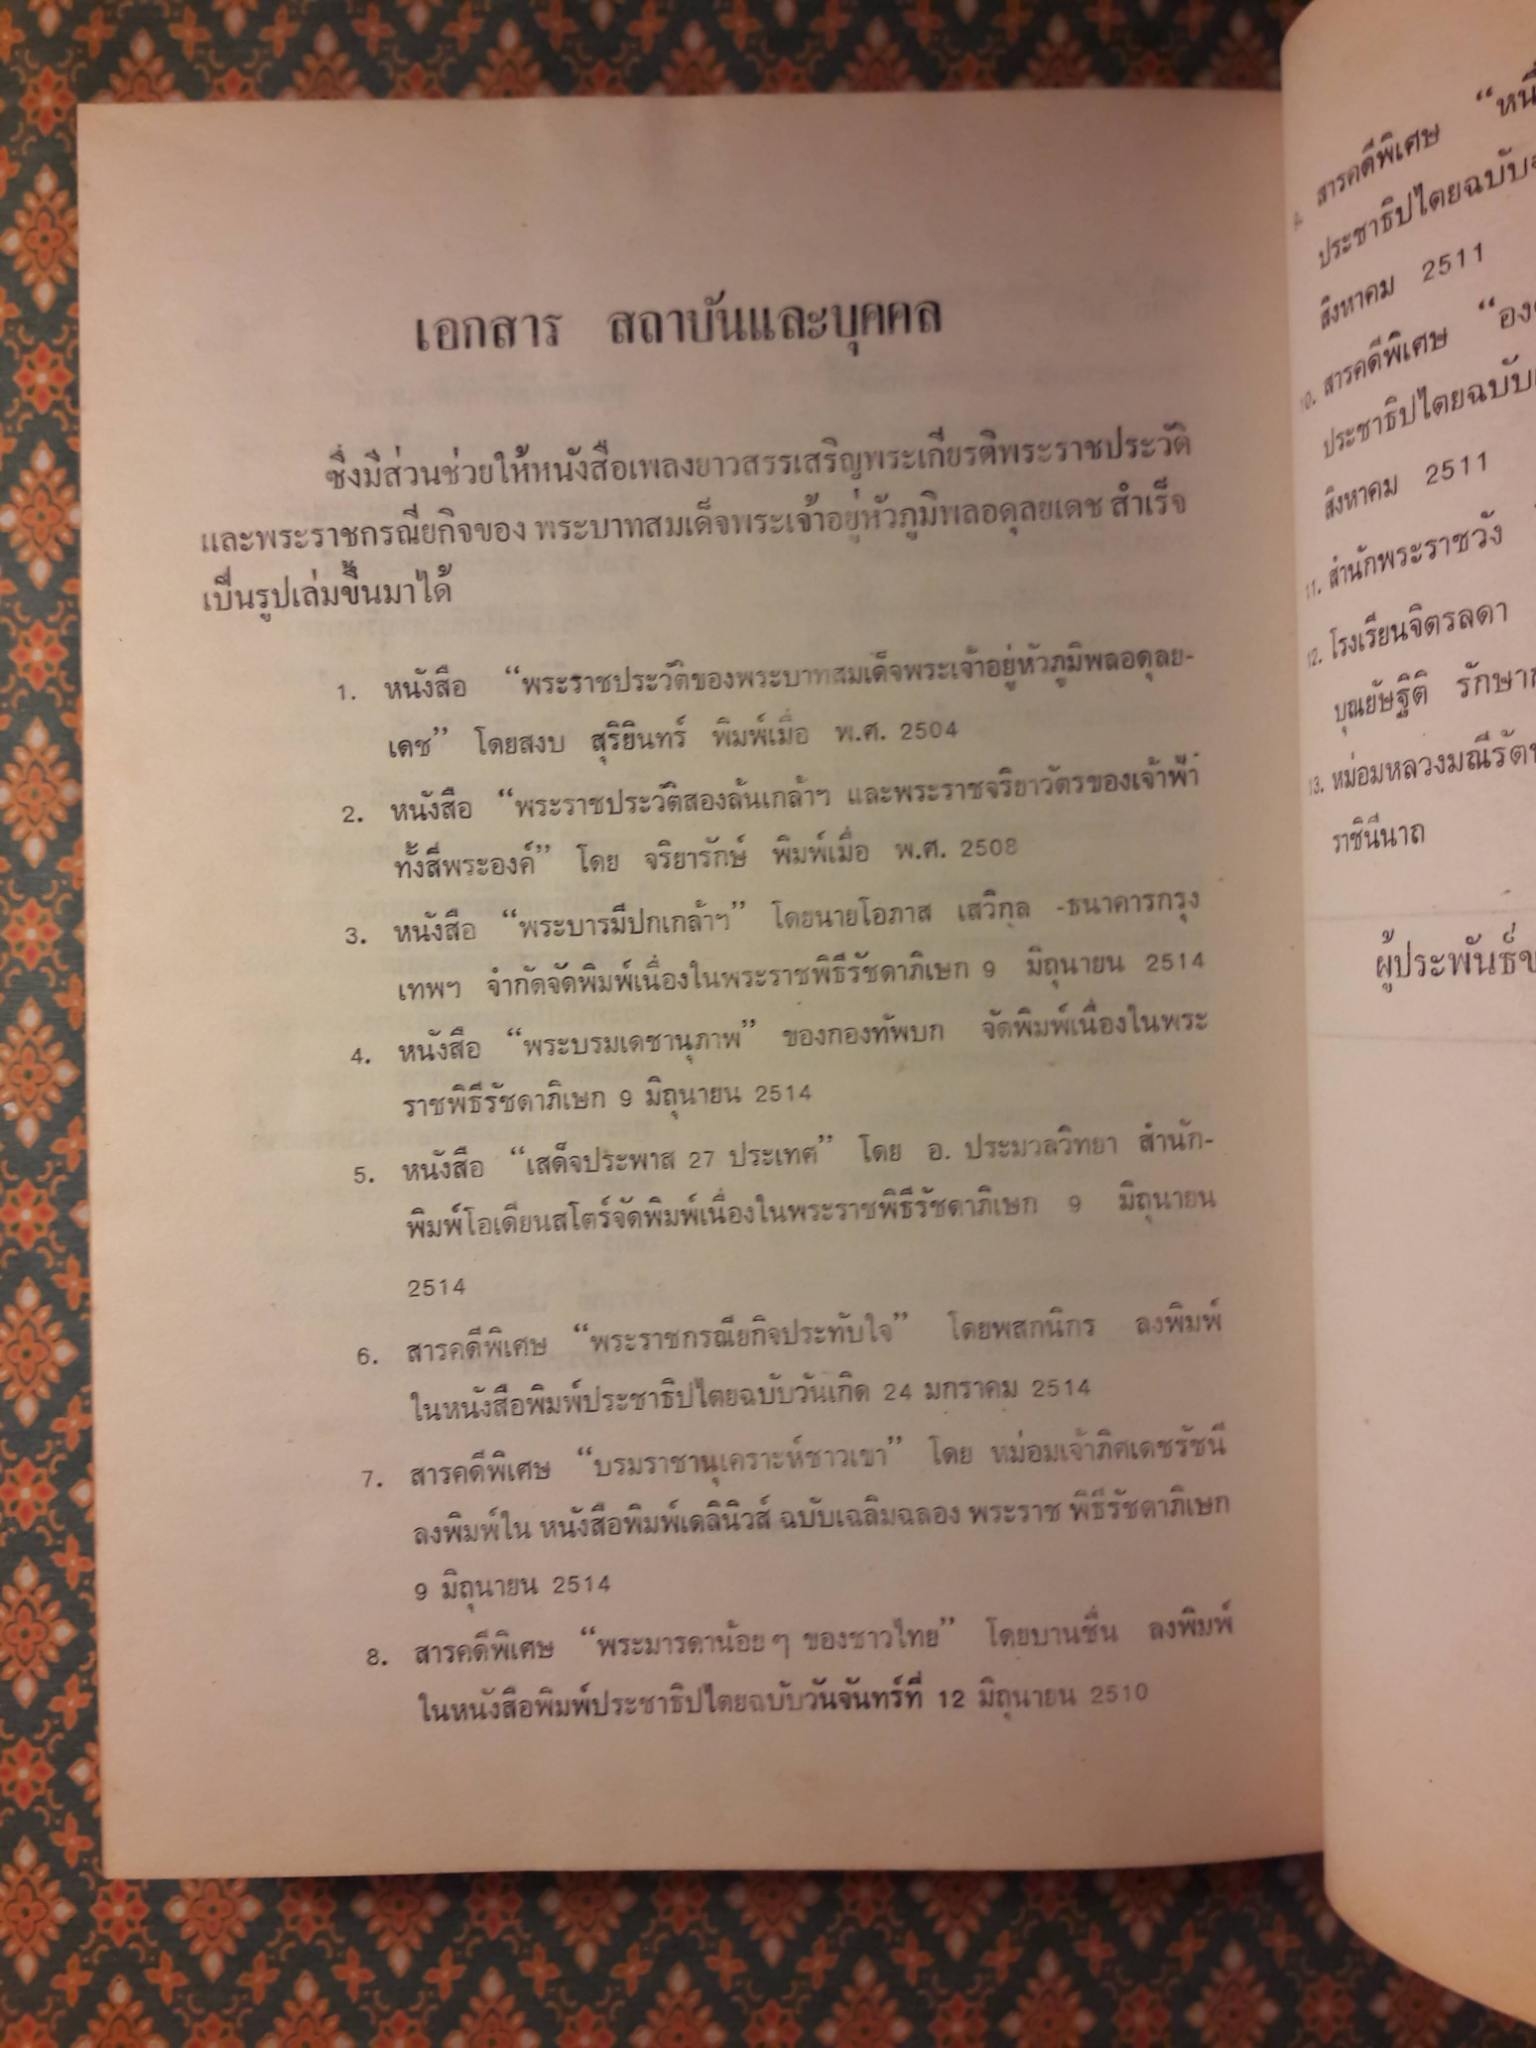 เอกสาร สถาบันและบุคคล
ซึ่งมีส่วนช่วยให้หนังสือเพลงยาวสรรเสริญพระเกียรติพระราชประวัติ
และพระราชกรณียกิจของ พระบาทสมเด็จพระเจ้าอยู่หัวภูมิพลอดุลยเดช สำเร็จ
เป็นรูปเล่มขึ้นมาได้
1. หนังสือ “พระราชประวัติของพระบาทสมเด็จพระเจ้าอยู่หัวภูมิพลอดุลย-
เดช” โดยสงบ สุริยินทร์ พิมพ์เมื่อ พ.ศ. 2504
2. หนังสือ “พระราชประวัติสองล้นเกล้าฯ และพระราชจริยาวัตรของเจ้าฟ้า
ทั้งสี่พระองค์” โดย จริยารักษ์ พิมพ์เมื่อ พ.ศ. 2508
3. หนังสือ “พระบารมีปกเกล้าฯ” โดยนายโอภาส เสวิกุล -ธนาคารกรุง
เทพฯ จำกัดจัดพิมพ์เนื่องในพระราชพิธีรัชดาภิเษก 9 มิถุนายน 2514
4. หนังสือ “พระบรมเดชานุภาพ” ของกองทัพบก จัดพิมพ์เนื่องในพระ
ราชพิธีรัชดาภิเษก 9 มิถุนายน 2514
5. หนังสือ “เสด็จประพาส 27 ประเทศ” โดย อ. ประมวลวิทยา สำนัก-
พิมพ์โอเดียนสโตร์จัดพิมพ์เนื่องในพระราชพิธีรัชดาภิเษก 9 มิถุนายน
2514
6. สารคดีพิเศษ “พระราชกรณียกิจประทับใจ” โดยพสกนิกร ลงพิมพ์
ในหนังสือพิมพ์ประชาธิปไตยฉบับวันเกิด 24 มกราคม 2514
7. สารคดีพิเศษ “บรมราชานุเคราะห์ชาวเขา” โดย หม่อมเจ้าภิศเดชรัชนี
ลงพิมพ์ใน หนังสือพิมพ์เดลินิวส์ ฉบับเฉลิมฉลอง พระราช พิธีรัชดาภิเษก
9 มิถุนายน 2514
8. สารคดีพิเศษ “พระมารดาน้อย ๆ ของชาวไทย” โดยบานชื่น ลงพิมพ์
ในหนังสือพิมพ์ประชาธิปไตยฉบับวันจันทร์ที่ 12 มิถุนายน 2510
สารคดีพิเศษ
ประชาธิปไตยฉบับ
สิงหาคม 2511
10. สารคดีพิเศษ
ประชาธิปไตยฉบับ
สิงหาคม 2511
11. สำนักพระราชวัง
12. โรงเรียนจิตรลดา
บุณยัษฐิติ
13. หม่อมหลวงมณีรัตน
ราชินีนาถ
ผู้ประพันธ์